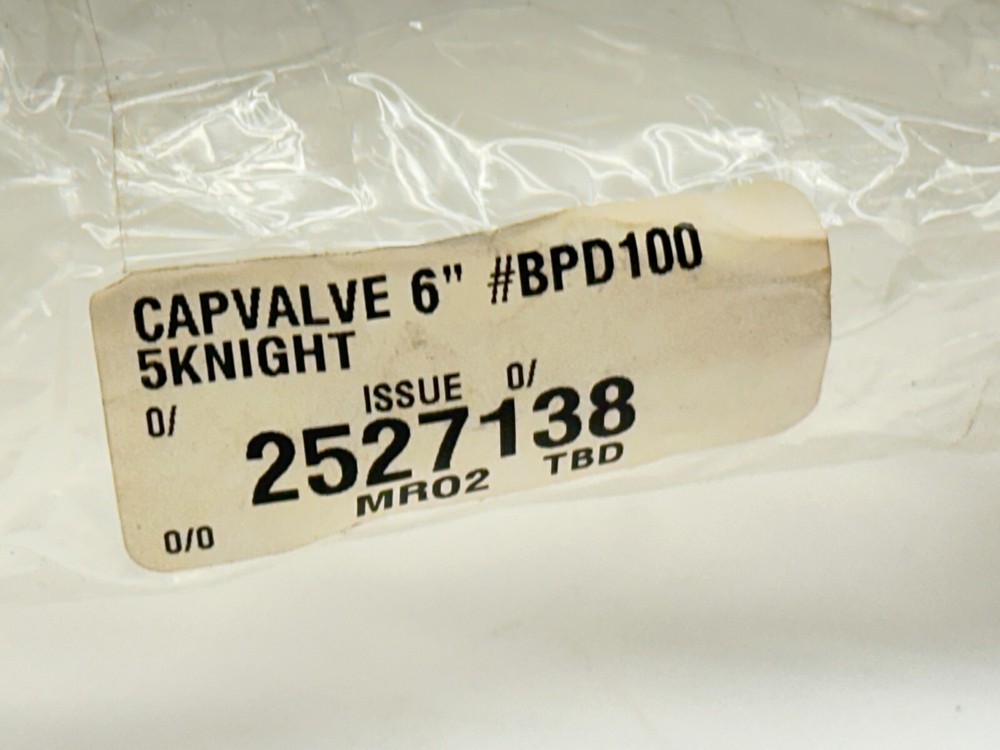 CAPVALVE 6" #BPD100
5KNIGHT
0/ ISSUE 0/
2527138
MRO2 TBD
0/0